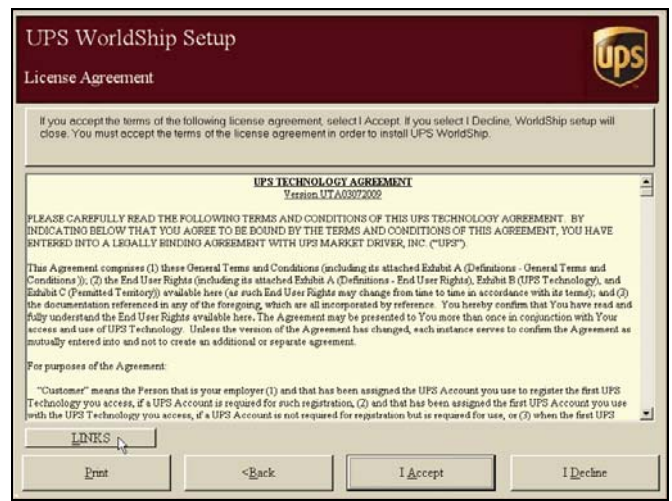 UPS WorldShip Setup
License Agreement
ups
If you accept the terms of the following license agreement, select I Accept. If you select I Decline, WorldShip setup will
close. You must accept the terms of the license agreement in order to install UPS WorldShip.
UPS TECHNOLOGY AGREEMENT
Version UTA03072009
PLEASE CAREFULLY READ THE FOLLOWING TERMS AND CONDITIONS OF THIS UPS TECHNOLOGY AGREEMENT. BY
INDICATING BELOW THAT YOU AGREE TO BE BOUND BY THE TERMS AND CONDITIONS OF THIS AGREEMENT, YOU HAVE
ENTERED INTO A LEGALLY BINDING AGREEMENT WITH UPS MARKET DRIVER, INC. ("UPS").
This Agreement comprises (1) these General Terms and Conditions (including its attached Exhibit A (Definitions - General Terms and
Conditions)); (2) the End User Rights (including its attached Exhibit A (Definitions - End User Rights), Exhibit B (UPS Technology), and
Exhibit C (Permitted Territory)) available here (as such End User Rights may change from time to time in accordance with its terms); and (3)
the documentation referenced in any of the foregoing, which are all incorporated by reference. You hereby confirm that You have read and
fully understand the End User Rights available here. The Agreement may be presented to You more than once in conjunction with Your
access and use of UPS Technology. Unless the version of the Agreement has changed, each instance serves to confirm the Agreement as
mutually entered into and not to create an additional or separate agreement.
For purposes of the Agreement:
"Customer" means the Person that is your employer (1) and that has been assigned the UPS Account you use to register the first UPS
Technology you access, if a UPS Account is required for such registration, (2) and that has been assigned the first UPS Account you use
with the UPS Technology you access, if a UPS Account is not required for registration but is required for use, or (3) when the first UPS
LINKS
Print
<Back
I Accept
I Decline